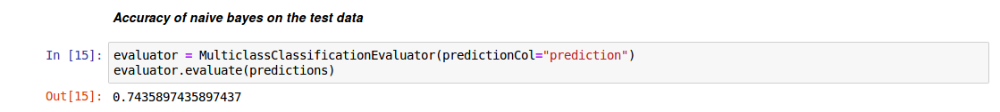 Accuracy of naive bayes on the test data
In [15]: evaluator = MulticlassClassificationEvaluator(predictionCol="prediction")
evaluator.evaluate(predictions)
Out[15]: 0.7435897435897437